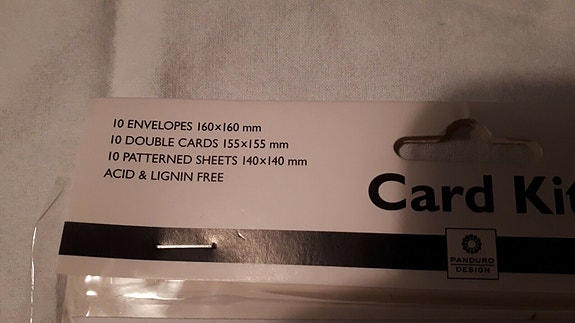 10 ENVELOPES 160×160 mm
10 DOUBLE CARDS 155×155 mm
10 PATTERNED SHEETS 140×140 mm
ACID & LIGNIN FREE
Card Kit
PANDURO
DESIGN